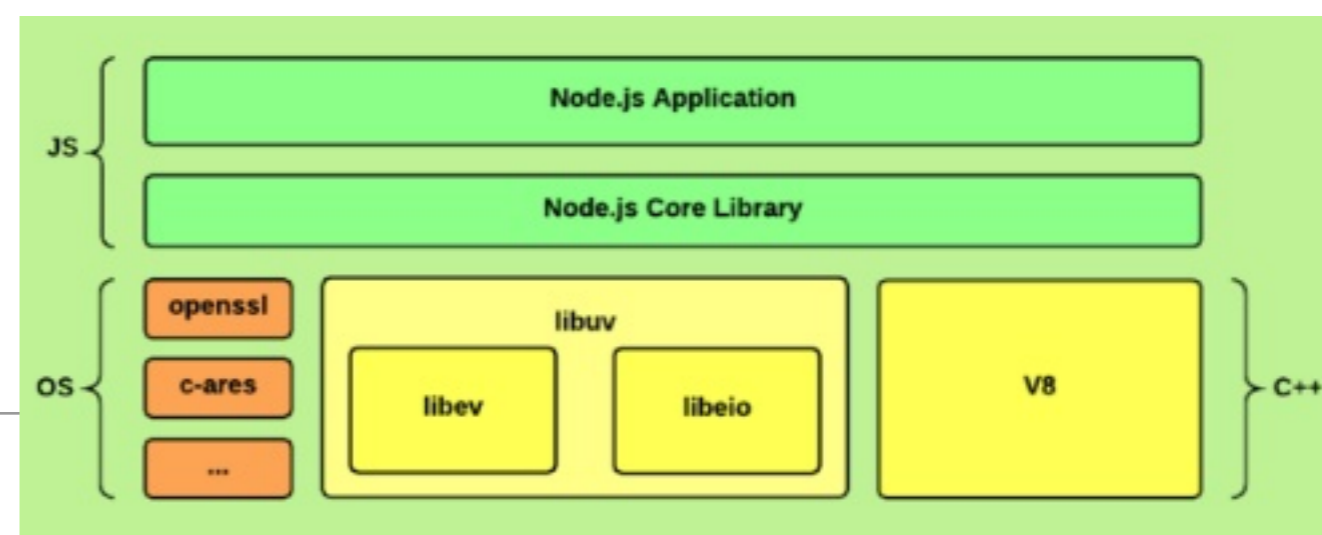 Node.js Application
JS
Node.js Core Library
openssl
libuv
OS
c-ares
libev
libeio
V8
C++
...